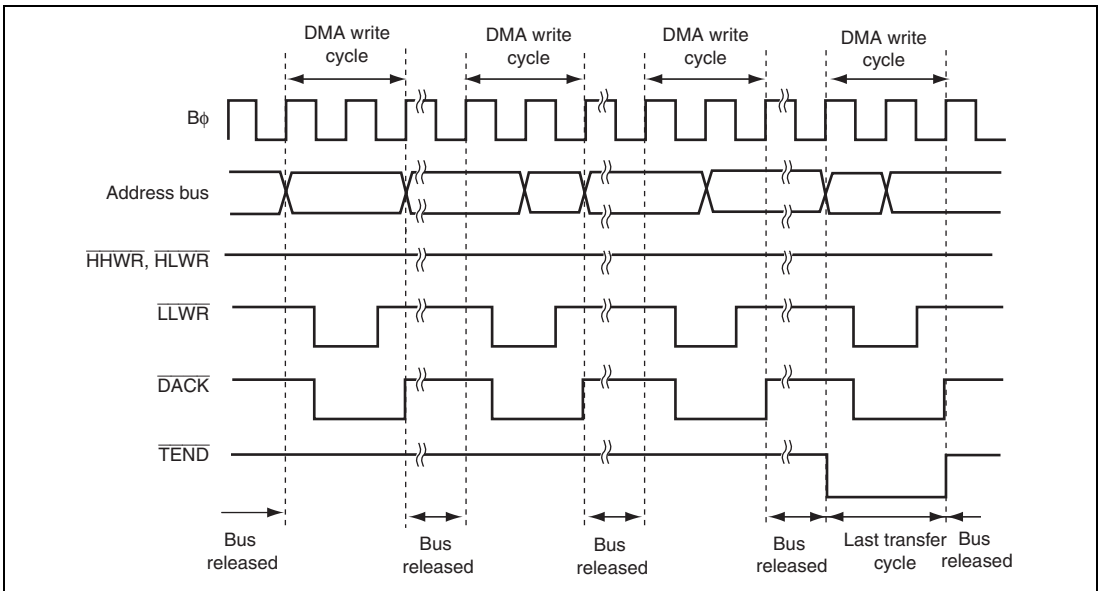 DMA write
cycle
DMA write
cycle
DMA write
cycle
DMA write
cycle
Bϕ
Address bus
HHWR, HLWR
LLWR
DACK
TEND
Bus
released
Bus
released
Bus
released
Bus
released
Last transfer
cycle
Bus
released